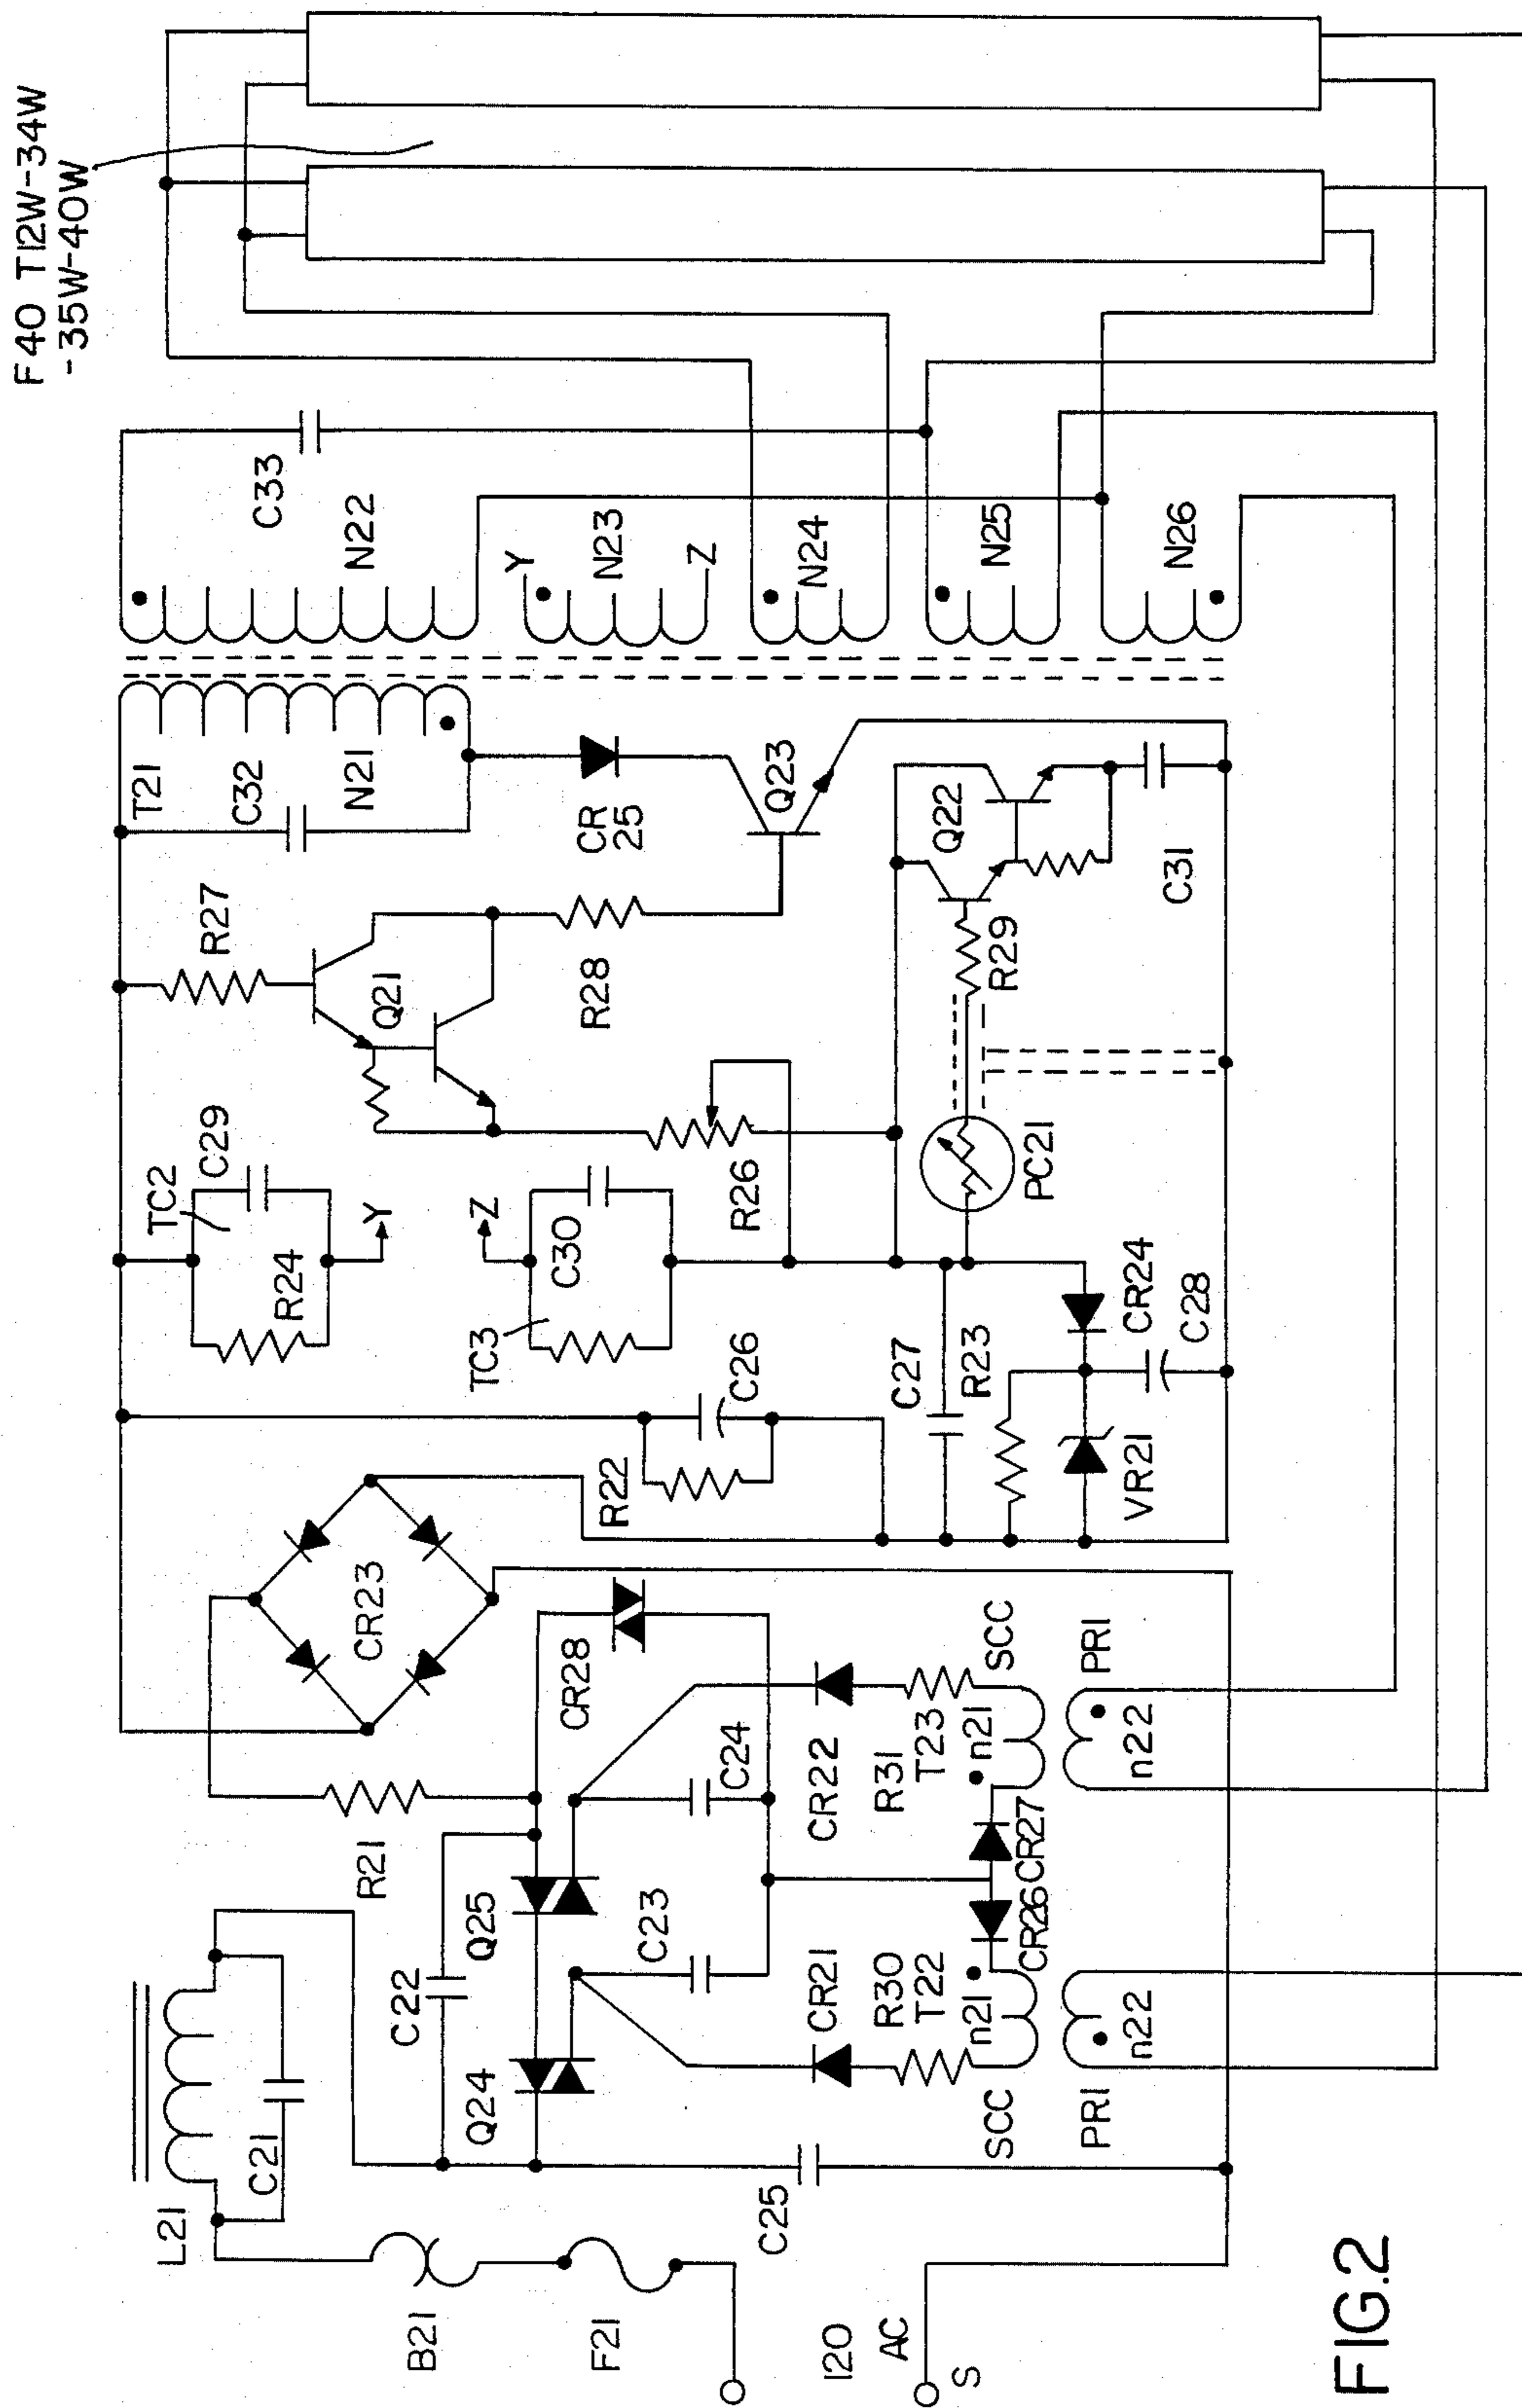 F40 T12W-34W
-35W-40W
C33
N22
Y
N23
Z
N24
N25
N26
T21
C32
N21
CR
25
Q23
R27
Q21
R28
Q22
R29
C31
TC2
C29
R24
Y
Z
TC3
C30
R26
PC21
C26
R22
C27
R23
CR24
C28
VR21
CR23
CR28
R21
L21
C21
C22
Q25
Q24
C24
C23
CR22
R31
T23
n21
SCC
CR27
CR26
CR21
R30
T22
n21
SCC
PRI
n22
PRI
n22
B21
F21
C25
120
AC
S
FIG.2